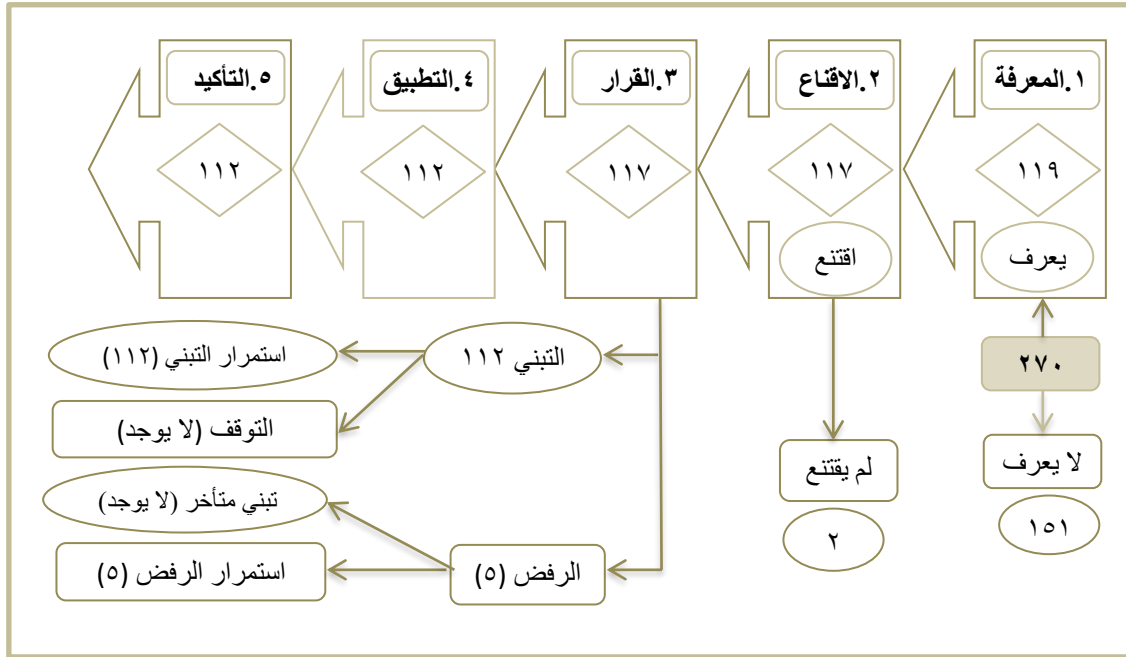 ١.المعرفة
٢.الاقناع
٣.القرار
٤.التطبيق
٥.التأكيد
١١٩
١١٧
١١٧
١١٢
١١٢
يعرف
اقتنع
٢٧٠
لا يعرف
١٥١
لم يقتنع
٢
التبني ١١٢
استمرار التبني (١١٢)
التوقف (لا يوجد)
تبني متأخر (لا يوجد)
الرفض (٥)
استمرار الرفض (٥)